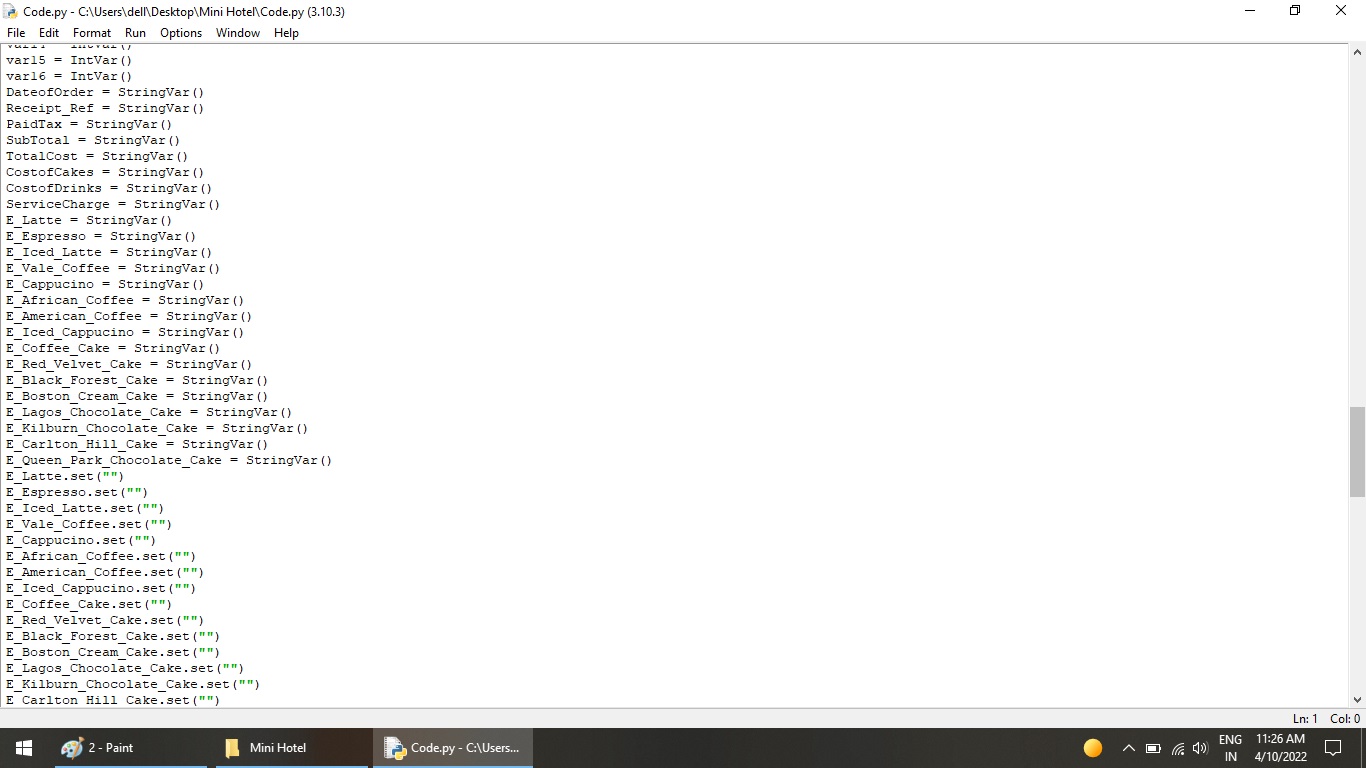 Code.py - C:\Users\dell\Desktop\Mini Hotel\Code.py (3.10.3)
File Edit Format Run Options Window Help
var14 = IntVar()
var15 = IntVar()
var16 = IntVar()
DateofOrder = StringVar()
Receipt_Ref = StringVar()
PaidTax = StringVar()
SubTotal = StringVar()
TotalCost = StringVar()
CostofCakes = StringVar()
CostofDrinks = StringVar()
ServiceCharge = StringVar()
E_Latte = StringVar()
E_Espresso = StringVar()
E_Iced_Latte = StringVar()
E_Vale_Coffee = StringVar()
E_Cappucino = StringVar()
E_African_Coffee = StringVar()
E_American_Coffee = StringVar()
E_Iced_Cappucino = StringVar()
E_Coffee_Cake = StringVar()
E_Red_Velvet_Cake = StringVar()
E_Black_Forest_Cake = StringVar()
E_Boston_Cream_Cake = StringVar()
E_Lagos_Chocolate_Cake = StringVar()
E_Kilburn_Chocolate_Cake = StringVar()
E_Carlton_Hill_Cake = StringVar()
E_Queen_Park_Chocolate_Cake = StringVar()
E_Latte.set("")
E_Espresso.set("")
E_Iced_Latte.set("")
E_Vale_Coffee.set("")
E_Cappucino.set("")
E_African_Coffee.set("")
E_American_Coffee.set("")
E_Iced_Cappucino.set("")
E_Coffee_Cake.set("")
E_Red_Velvet_Cake.set("")
E_Black_Forest_Cake.set("")
E_Boston_Cream_Cake.set("")
E_Lagos_Chocolate_Cake.set("")
E_Kilburn_Chocolate_Cake.set("")
E_Carlton_Hill_Cake.set("")
Ln: 1 Col: 0
2 - Paint
Mini Hotel
Code.py - C:\Users...
ENG
IN
11:26 AM
4/10/2022